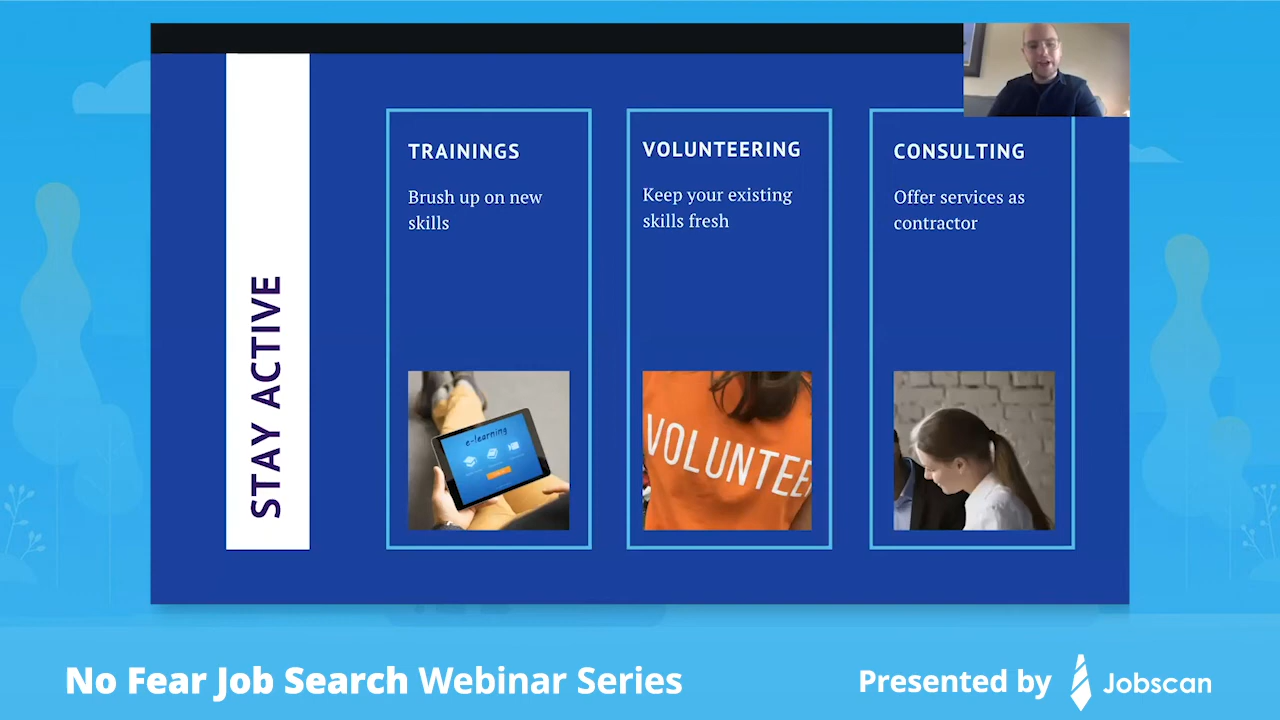 STAY ACTIVE
TRAININGS
Brush up on new
skills
e-learning
VOLUNTEERING
Keep your existing
skills fresh
VOLUNTEE
CONSULTING
Offer services as
contractor
No Fear Job Search Webinar Series
Presented by Jobscan